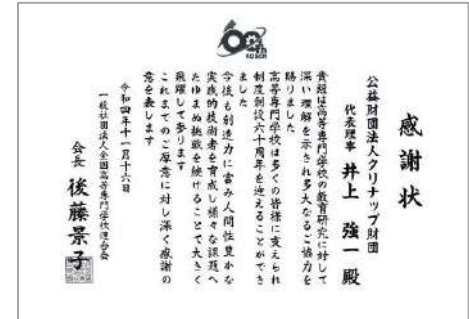 60th
KOSEN
感謝状
公益財団法人クリナップ財団
代表理事 井上 強一 殿
貴殿は高等専門学校の教育研究に対して
深い理解を示され多大なるご協力を
賜りました
高等専門学校は多くの皆様に支えられ
制度創設六十周年を迎えることができ
ました
今後も創造力に富み人間性豊かな
実践的技術者を育成し様々な課題へ
たゆまぬ挑戦を続けることで大きく
飛躍して参ります
これまでのご厚意に対し深く感謝の
意を表します
令和四年十一月十六日
一般社団法人全国高等専門学校連合会
会長 後藤景子